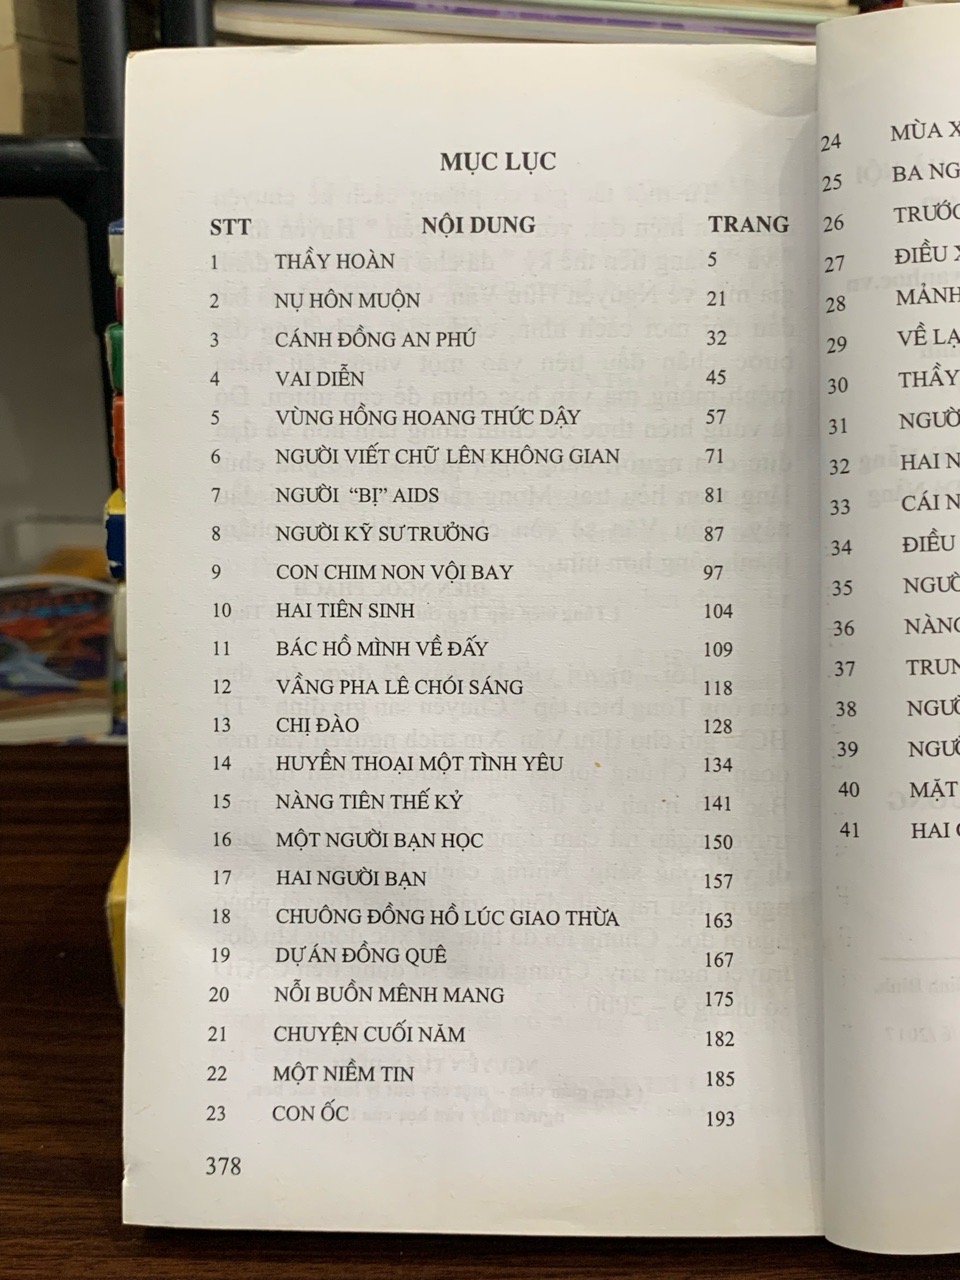 MỤC LỤC
STT NỘI DUNG TRANG
1 THẦY HOÀN 5
2 NỤ HÔN MUỘN 21
3 CÁNH ĐỒNG AN PHÚ 32
4 VAI DIỄN 45
5 VÙNG HỒNG HOANG THỨC DẬY 57
6 NGƯỜI VIẾT CHỮ LÊN KHÔNG GIAN 71
7 NGƯỜI “BỊ” AIDS 81
8 NGƯỜI KỸ SƯ TRƯỞNG 87
9 CON CHIM NON VỘI BAY 97
10 HAI TIÊN SINH 104
11 BÁC HỒ MÌNH VỀ ĐẤY 109
12 VẦNG PHA LÊ CHÓI SÁNG 118
13 CHỊ ĐÀO 128
14 HUYỀN THOẠI MỘT TÌNH YÊU 134
15 NÀNG TIÊN THẾ KỶ 141
16 MỘT NGƯỜI BẠN HỌC 150
17 HAI NGƯỜI BẠN 157
18 CHUÔNG ĐỒNG HỒ LÚC GIAO THỪA 163
19 DỰ ÁN ĐỒNG QUÊ 167
20 NỖI BUỒN MÊNH MANG 175
21 CHUYỆN CUỐI NĂM 182
22 MỘT NIỀM TIN 185
23 CON ỐC 193
378
24 MÙA X
25 BA NG
26 TRƯỚC
27 ĐIỀU X
28 MẢNH
29 VỀ LẠ
30 THẦY
31 NGƯỜ
32 HAI N
33 CÁI N
34 ĐIỀU
35 NGƯỜ
36 NÀNG
37 TRUN
38 NGƯỜ
39 NGƯỜ
40 MẶT
41 HAI